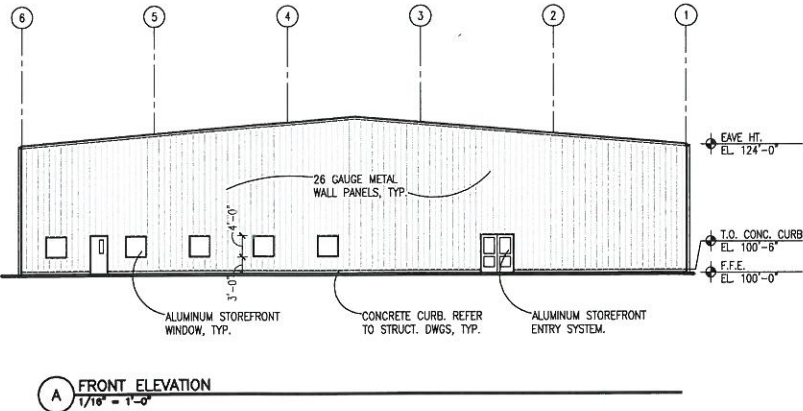 6 5 4 3 2 1
EAVE HT.
EL. 124'-0"
26 GAUGE METAL
WALL PANELS, TYP.
4'-0"
3'-0"
T.O. CONC. CURB
EL. 100'-6"
F.F.E.
EL. 100'-0"
ALUMINUM STOREFRONT
WINDOW, TYP.
CONCRETE CURB. REFER
TO STRUCT. DWGS, TYP.
ALUMINUM STOREFRONT
ENTRY SYSTEM.
A FRONT ELEVATION
1/16" = 1'-0"